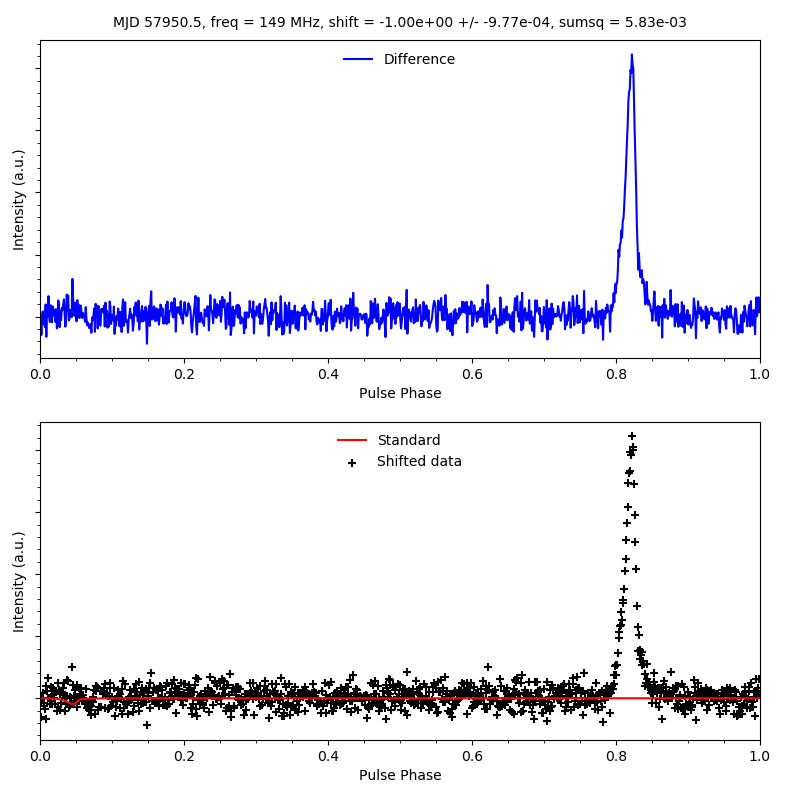 MJD 57950.5, freq = 149 MHz, shift = -1.00e+00 +/- -9.77e-04, sumsq = 5.83e-03
Difference
Intensity (a.u.)
0.0 0.2 0.4 0.6 0.8 1.0
Pulse Phase
Standard
Shifted data
Intensity (a.u.)
0.0 0.2 0.4 0.6 0.8 1.0
Pulse Phase